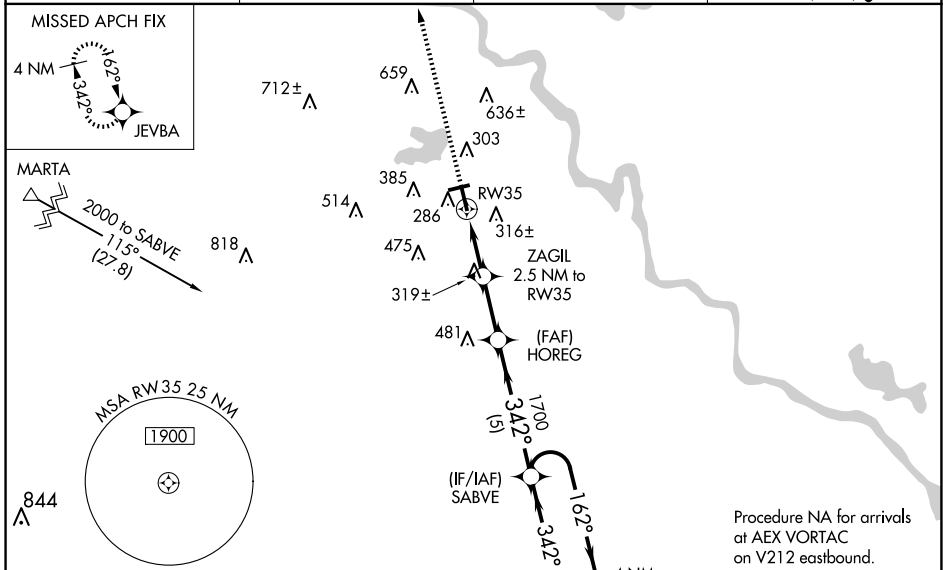 MISSED APCH FIX
4 NM
162°
342°
JEVBA
712±
659
636±
303
MARTA
2000 to SABVE
115°
(27.8)
818
385
514
286
RW35
316±
475
ZAGIL
2.5 NM to
RW35
319±
481
(FAF)
HOREG
MSA RW35 25 NM
1900
1700
342°
(5)
(IF/IAF)
SABVE
162°
342°
844
Procedure NA for arrivals
at AEX VORTAC
on V212 eastbound.
4 NM